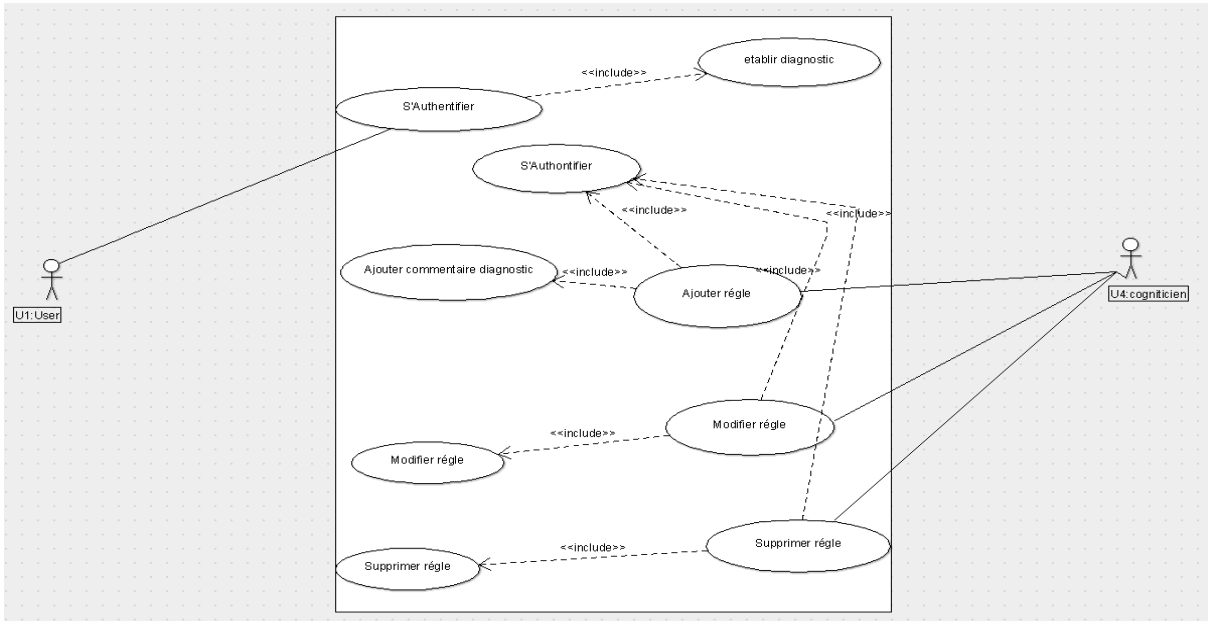 etablir diagnostic
<<include>>
S'Authentifier
S'Authontifier
<<include>>
<<include>>
Ajouter commentaire diagnostic
<<include>>
<<include>>
Ajouter régle
U1:User
U4:cogniticien
Modifier régle
<<include>>
Modifier régle
Supprimer régle
<<include>>
Supprimer régle